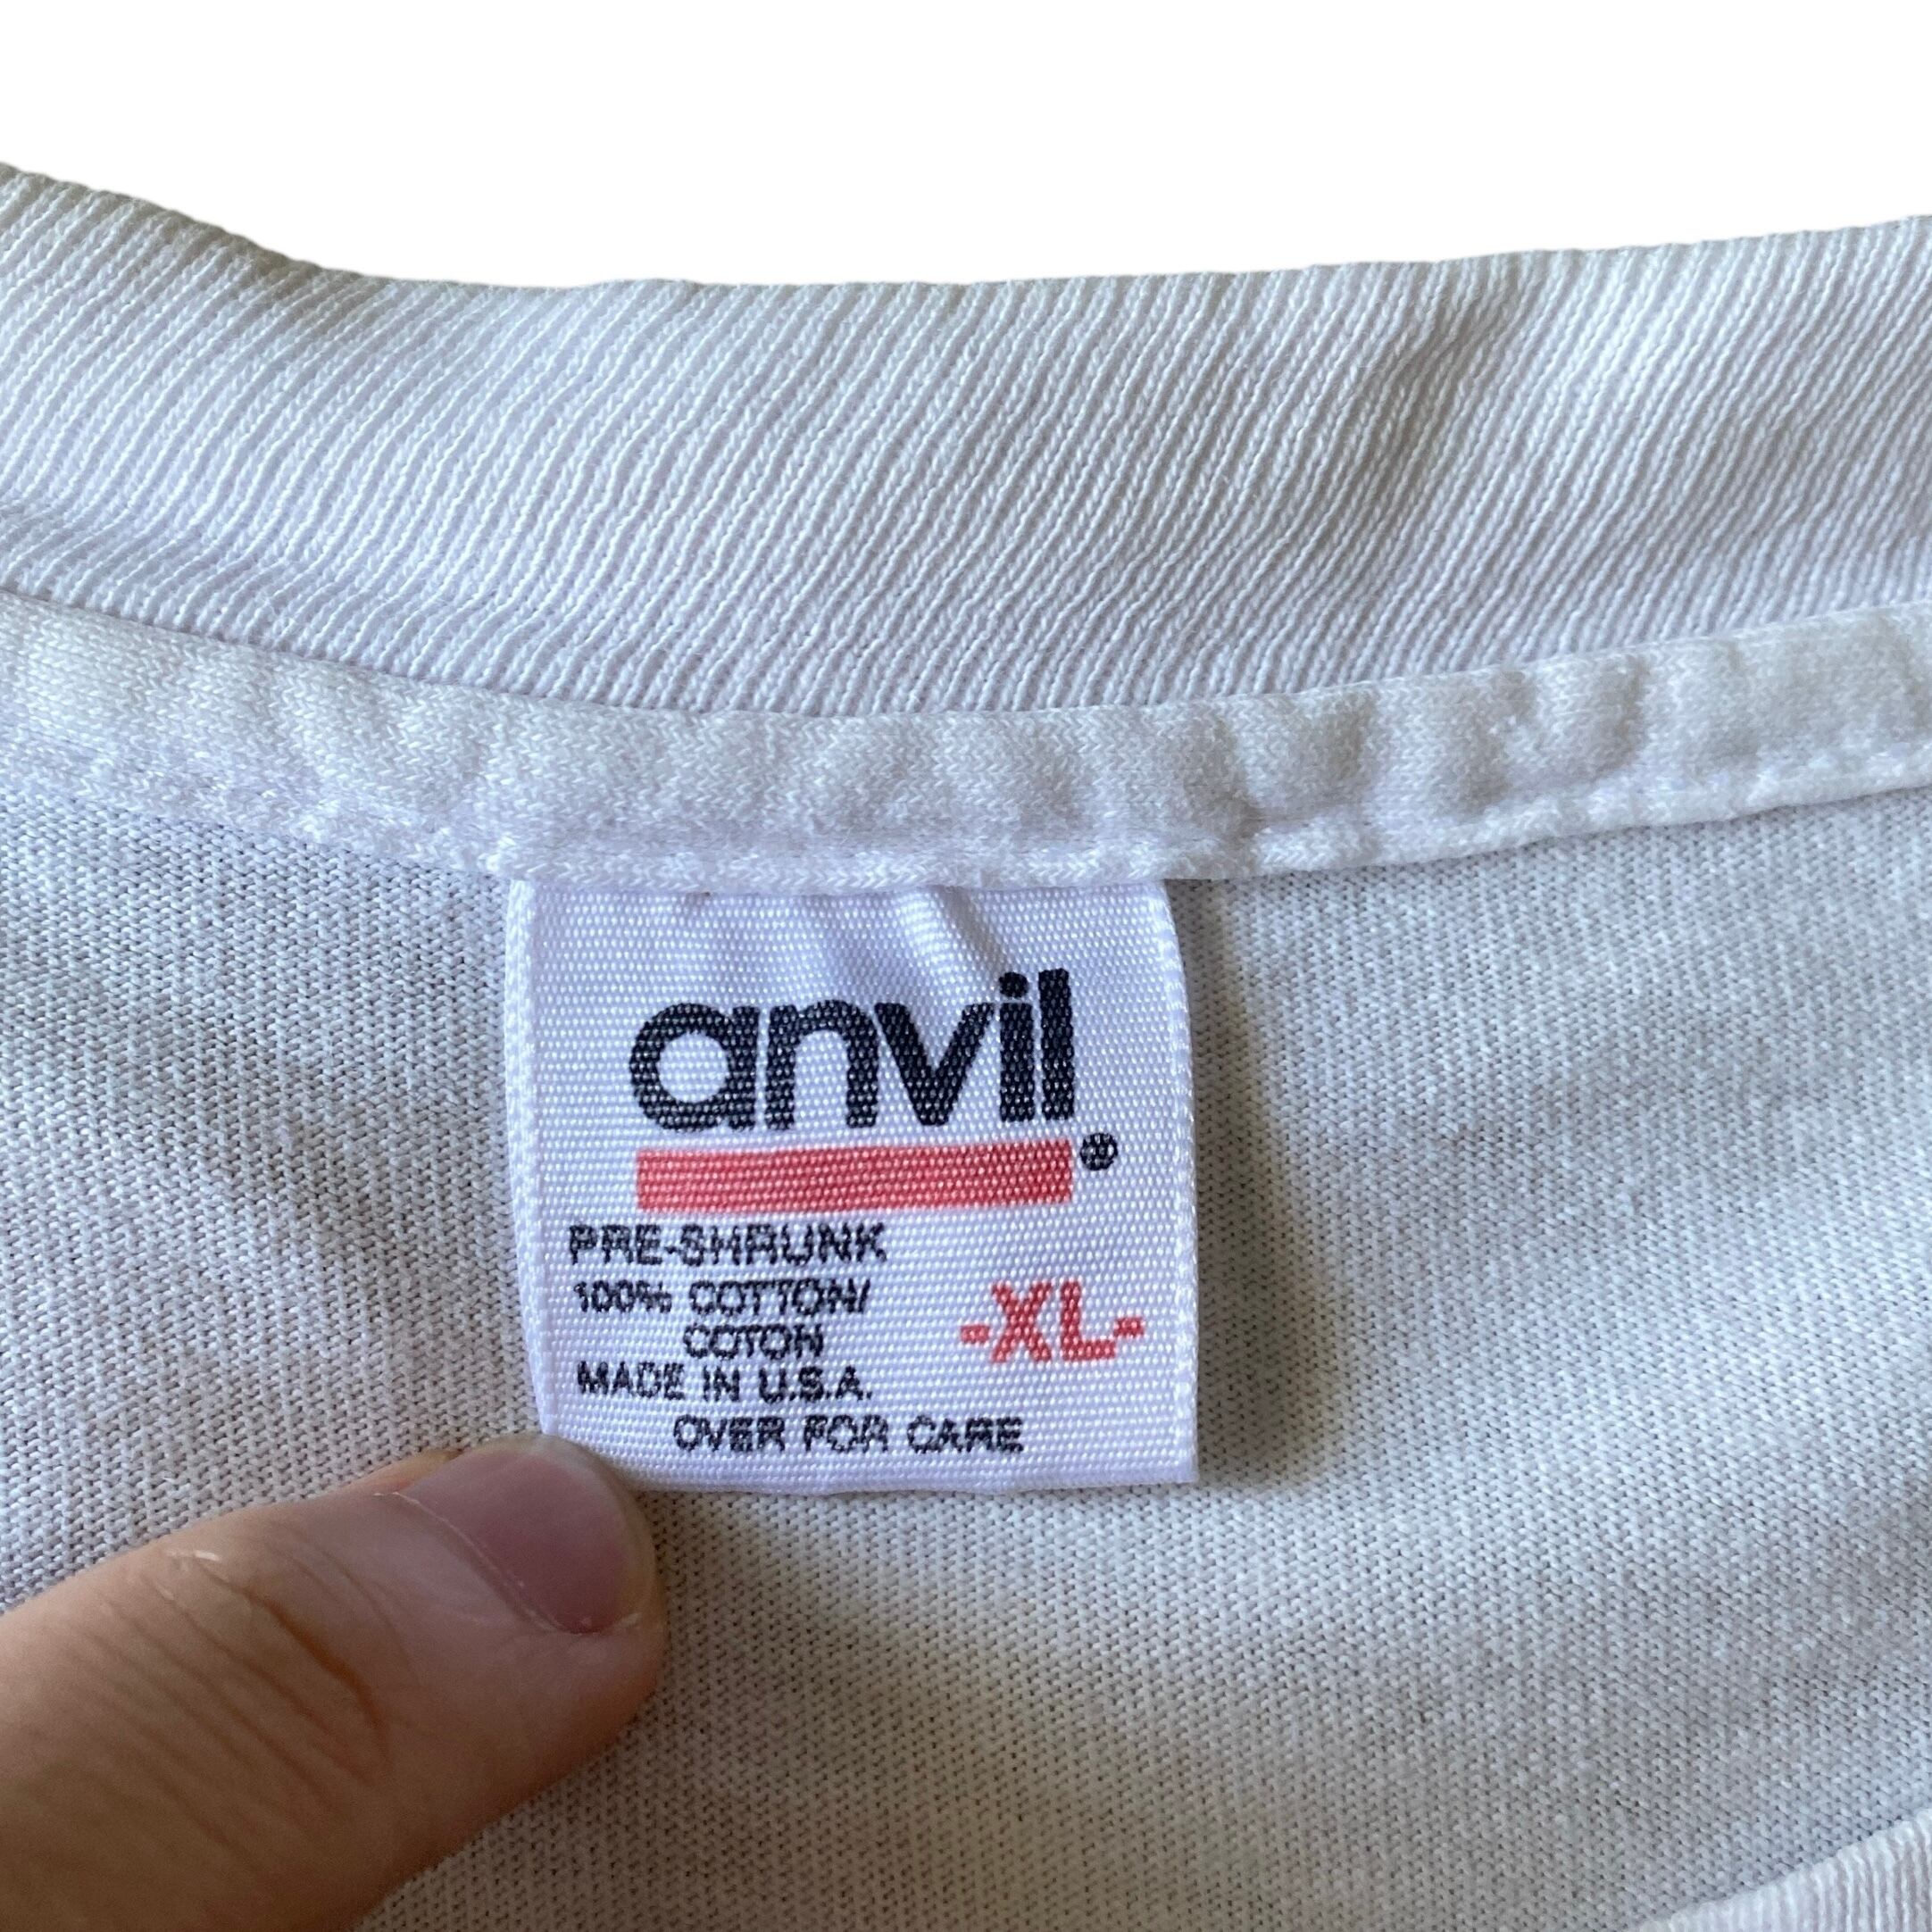 anvil®
PRE-SHRUNK
100% COTTON/
COTON
-XL-
MADE IN U.S.A.
OVER FOR CARE